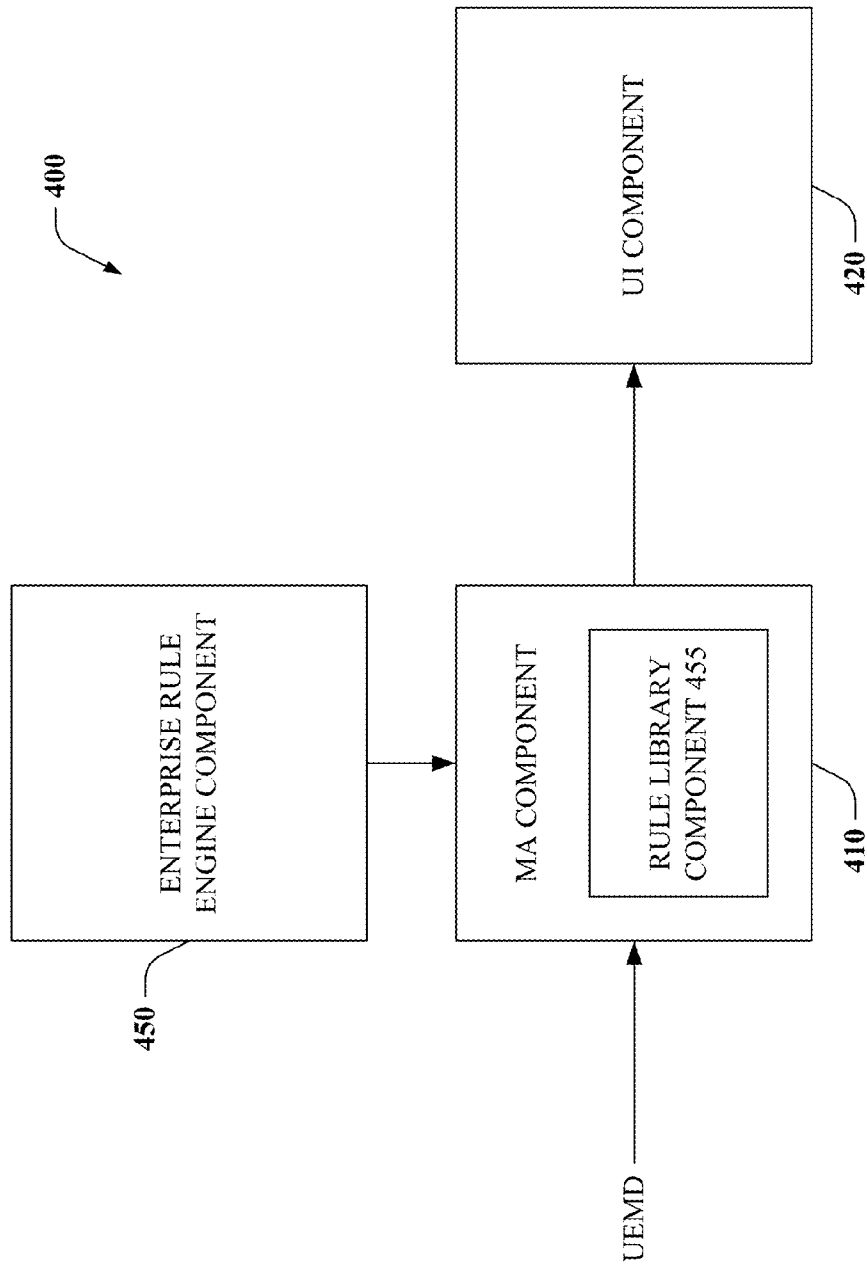 400
ENTERPRISE RULE
ENGINE COMPONENT
450
MA COMPONENT
RULE LIBRARY
COMPONENT 455
410
UI COMPONENT
420
UEMD